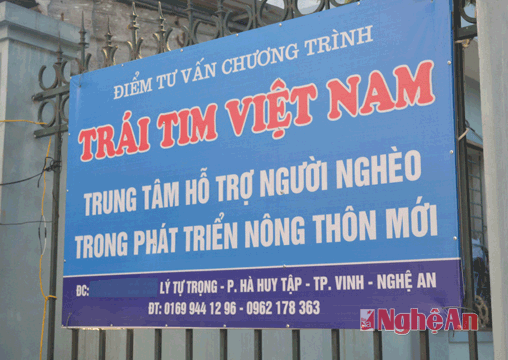 ĐIỂM TƯ VẤN CHƯƠNG TRÌNH
TRÁI TIM VIỆT NAM
TRUNG TÂM HỖ TRỢ NGƯỜI NGHÈO
TRONG PHÁT TRIỂN NÔNG THÔN MỚI
ĐC: LÝ TỰ TRỌNG - P. HÀ HUY TẬP - TP. VINH - NGHỆ AN
ĐT: 0169 944 12 96 - 0962 178 363
NghệAn